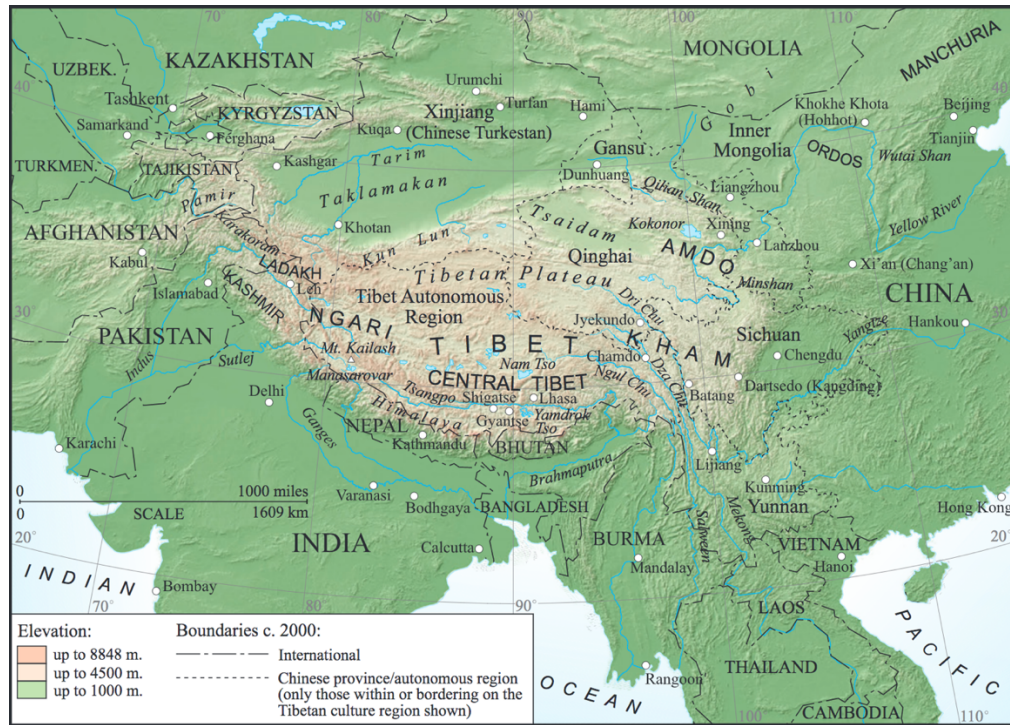 70°
80
90
100
110
UZBEK.
KAZAKHSTAN
MONGOLIA
MANCHURIA
40
40
Tashkent
Urumchi
Turfan
Hami
Gobi
Khokhe Khota
(Hohhot)
Beijing
Samarkand
KYRGYZSTAN
Kuqa
Xinjiang
(Chinese Turkestan)
Inner
Mongolia
Tianjin
Ferghana
Gansu
ORDOS
Wutai Shan
TURKMEN.
TAJIKISTAN
Kashgar
Tarim
Dunhuang
Liangzhou
Qilian Shan
Pamir
Taklamakan
Tsaidam
Kokonor
Xining
Yellow River
Khotan
AFGHANISTAN
Karakoram
Kun Lun
Lanzhou
Kabul
LADAKH
Qinghai
AMDO
Xi'an (Chang'an)
Islamabad
KASHMIR
Leh
Tibetan Plateau
Minshan
Tibet Autonomous
Region
Dri Chu
CHINA
30
30
NGARI
Jyekundo
Sichuan
Hankou
PAKISTAN
TIBET
KHAM
Yangtze
Indus
Sutlej
Mt. Kailash
Nam Tso
Chamdo
Dza Chu
Chengdu
Manasarovar
CENTRAL TIBET
Ngul Chu
Dartsedo (Kangding)
Delhi
Tsangpo
Shigatse
Lhasa
Batang
Himalaya
Gyantse
Yamdrok
Tso
Ganges
NEPAL
Kathmandu
BHUTAN
Karachi
Brahmaputra
Lijiang
0
1000 miles
0
1609 km
SCALE
Varanasi
Bodhgaya
BANGLADESH
Kunming
Yunnan
Hong Kong
INDIA
Calcutta
BURMA
Salween
Mekong
VIETNAM
20°
20°
Mandalay
Hanoi
INDIAN
Bombay
LAOS
70°
80
90°
PACIFIC
Elevation:
up to 8848 m.
up to 4500 m.
up to 1000 m.
Boundaries c. 2000:
International
Chinese province/autonomous region
(only those within or bordering on the
Tibetan culture region shown)
THAILAND
Rangoon
OCEAN
CAMBODIA
100
110°